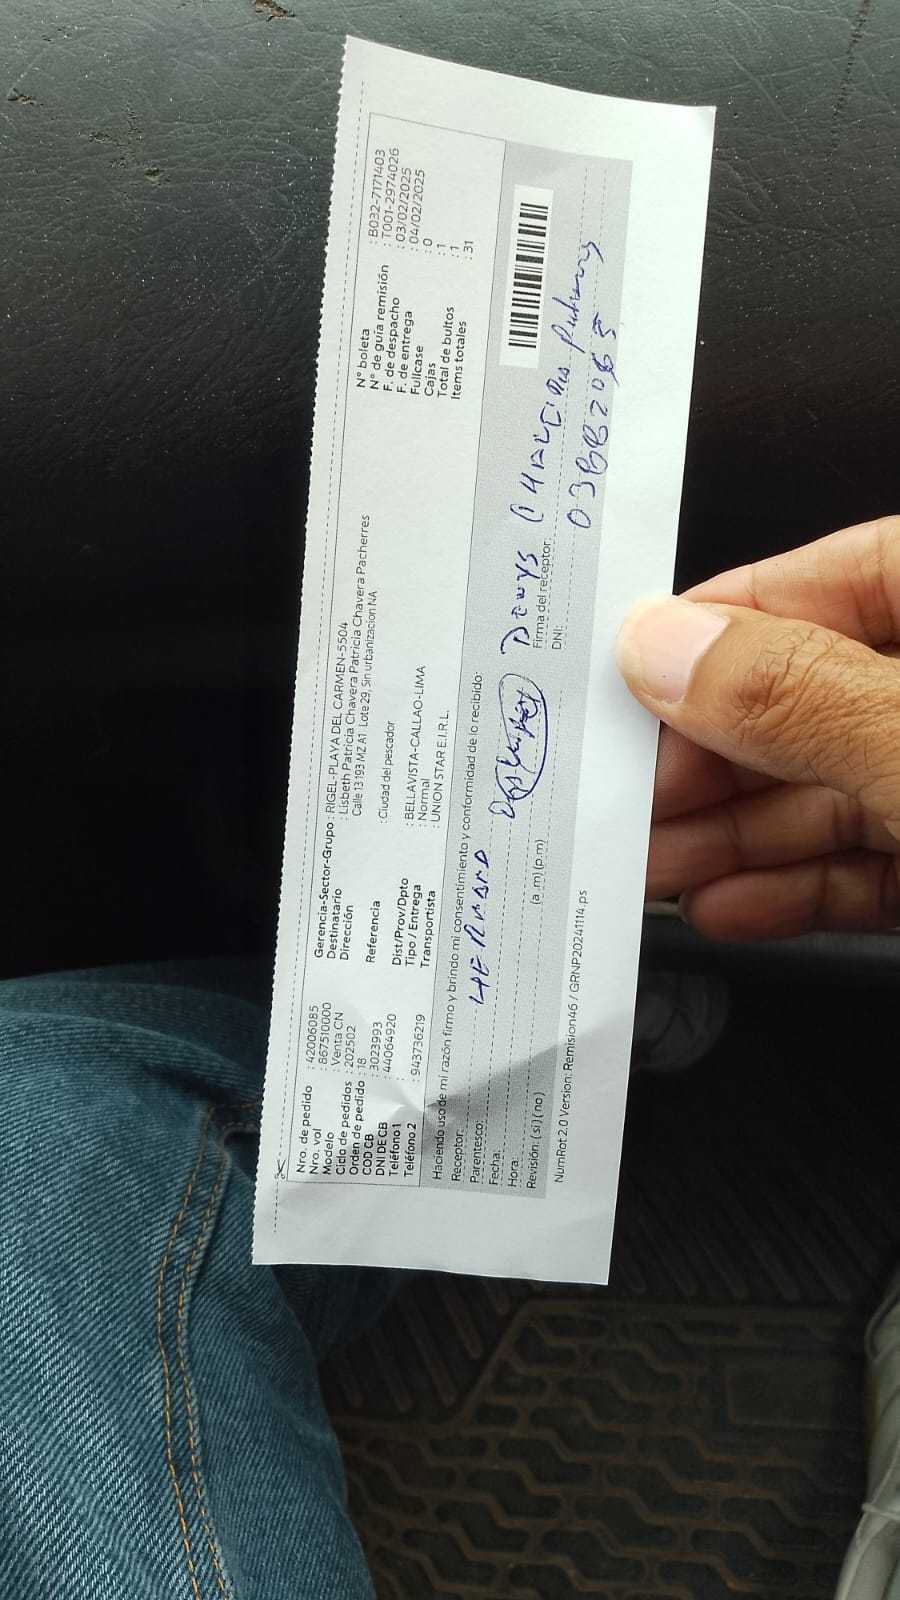 Nro. de pedido : 42006085
Nro. vol : 867510000
Modelo : Venta CN
Ciclo de pedidos : 202502
Orden de pedido : 18
COD CB : 3023993
DNI DE CB : 44064920
Teléfono 1 :
Teléfono 2 : 943736219
Gerencia-Sector-Grupo : RIGEL-PLAYA DEL CARMEN-5504
Destinatario : Lisbeth Patricia Chavera Patricia Chavera Pacherres
Dirección Calle 13 193 MZ A1 Lote 29, Sin urbanizacion NA
Referencia : Ciudad del pescador
Dist/Prov/Dpto : BELLAVISTA-CALLAO-LIMA
Tipo / Entrega : Normal
Transportista : UNION STAR E.I.R.L.
N° boleta : B032-7171403
N° de guía remisión : T001-2974026
F. de despacho : 03/02/2025
F. de entrega : 04/02/2025
Fullcase : 0
Cajas : 1
Total de bultos : 1
Items totales : 31
Haciendo uso de mi razón firmo y brindo mi consentimiento y conformidad de lo recibido:
Receptor:
Parentesco:
Fecha:
Hora: (a.m) (p.m)
Revisión: (si) (no)
Firma del receptor:
DNI:
NumRot 2.0 Version: Remision46 / GRNP20241114.ps